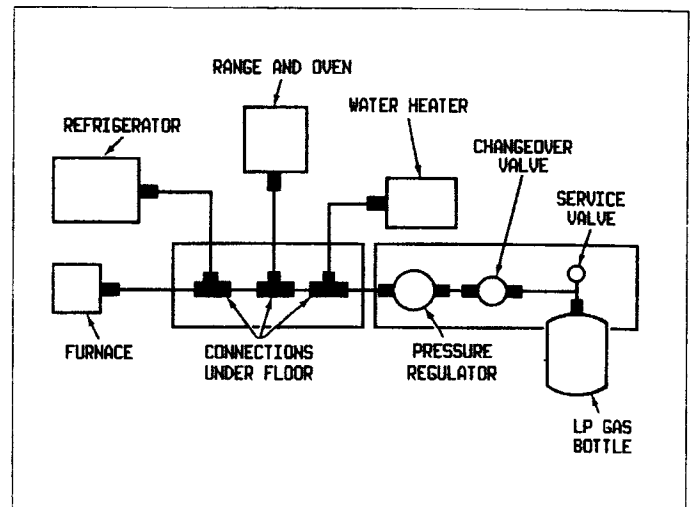 RANGE AND OVEN
WATER HEATER
REFRIGERATOR
CHANGEOVER
VALVE
SERVICE
VALVE
FURNACE
CONNECTIONS
UNDER FLOOR
PRESSURE
REGULATOR
LP GAS
BOTTLE